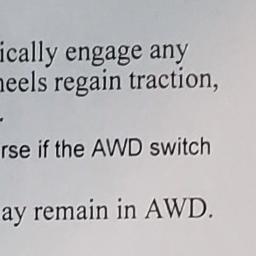 ically engage any
heels regain traction,
.
rse if the AWD switch
ay remain in AWD.